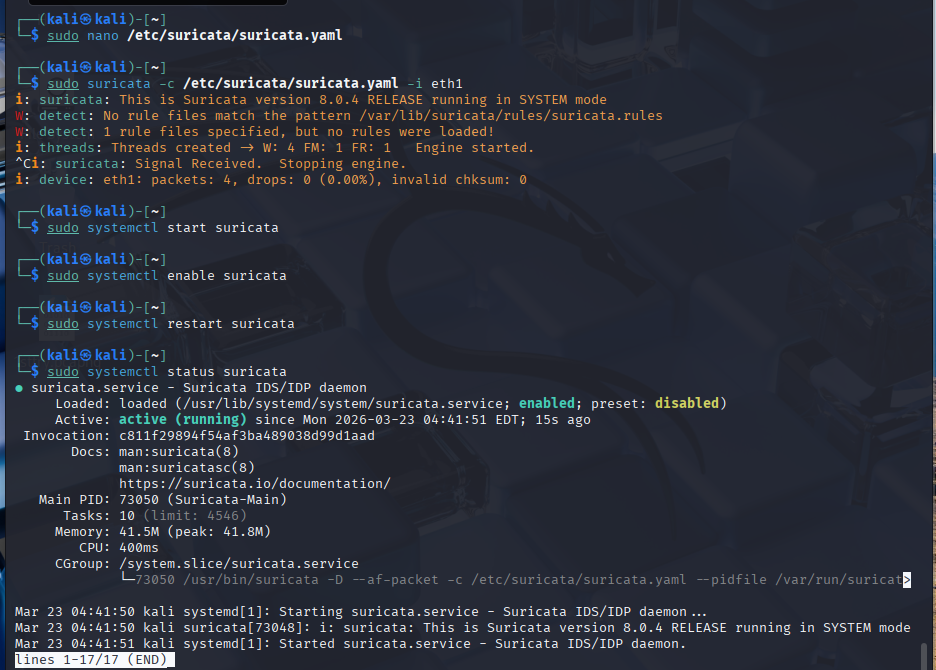 ┌──(kali㉿kali)-[~]
└─$ sudo nano /etc/suricata/suricata.yaml
┌──(kali㉿kali)-[~]
└─$ sudo suricata -c /etc/suricata/suricata.yaml -i eth1
i: suricata: This is Suricata version 8.0.4 RELEASE running in SYSTEM mode
W: detect: No rule files match the pattern /var/lib/suricata/rules/suricata.rules
W: detect: 1 rule files specified, but no rules were loaded!
i: threads: Threads created → W: 4 FM: 1 FR: 1   Engine started.
^Ci: suricata: Signal Received.  Stopping engine.
i: device: eth1: packets: 4, drops: 0 (0.00%), invalid chksum: 0
┌──(kali㉿kali)-[~]
└─$ sudo systemctl start suricata
┌──(kali㉿kali)-[~]
└─$ sudo systemctl enable suricata
┌──(kali㉿kali)-[~]
└─$ sudo systemctl restart suricata
┌──(kali㉿kali)-[~]
└─$ sudo systemctl status suricata
● suricata.service - Suricata IDS/IDP daemon
     Loaded: loaded (/usr/lib/systemd/system/suricata.service; enabled; preset: disabled)
     Active: active (running) since Mon 2026-03-23 04:41:51 EDT; 15s ago
 Invocation: c811f29894f54af3ba489038d99d1aad
       Docs: man:suricata(8)
             man:suricatasc(8)
             https://suricata.io/documentation/
   Main PID: 73050 (Suricata-Main)
      Tasks: 10 (limit: 4546)
     Memory: 41.5M (peak: 41.8M)
        CPU: 400ms
     CGroup: /system.slice/suricata.service
             └─73050 /usr/bin/suricata -D --af-packet -c /etc/suricata/suricata.yaml --pidfile /var/run/suricat>
Mar 23 04:41:50 kali systemd[1]: Starting suricata.service - Suricata IDS/IDP daemon...
Mar 23 04:41:50 kali suricata[73048]: i: suricata: This is Suricata version 8.0.4 RELEASE running in SYSTEM mode
Mar 23 04:41:51 kali systemd[1]: Started suricata.service - Suricata IDS/IDP daemon.
lines 1-17/17 (END)